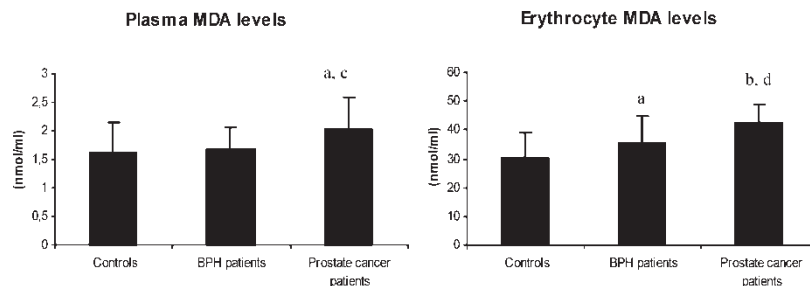 Plasma MDA levels
(nmol/ml)
3
2,5
2
1,5
1
0,5
0
a, c
Controls
BPH patients
Prostate cancer
patients
Erythrocyte MDA levels
(nmol/ml)
60
50
40
30
20
10
0
a
b, d
Controls
BPH patients
Prostate cancer
patients